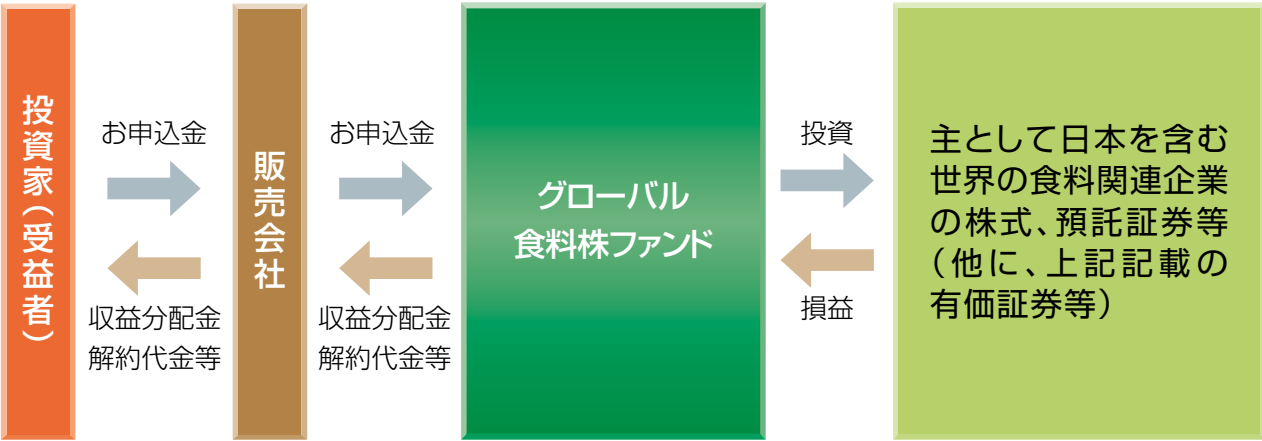 投資家(受益者)
お申込金
収益分配金
解約代金等
販売会社
お申込金
収益分配金
解約代金等
グローバル
食料株ファンド
投資
損益
主として日本を含む
世界の食料関連企業
の株式、預託証券等
(他に、上記記載の
有価証券等)